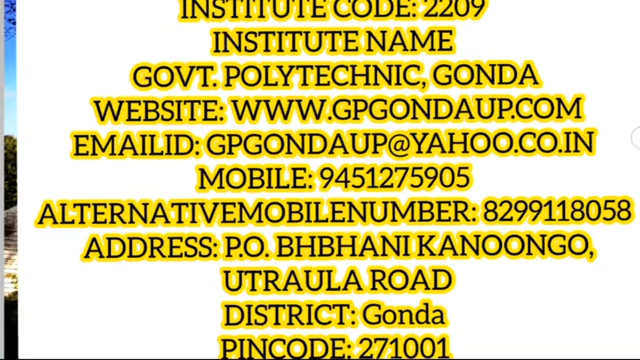 INSTITUTE CODE: 2209
INSTITUTE NAME
GOVT. POLYTECHNIC, GONDA
WEBSITE: WWW.GPGONDAUP.COM
EMAILID: GPGONDAUP@YAHOO.CO.IN
MOBILE: 9451275905
ALTERNATIVEMOBILENUMBER: 8299118058
ADDRESS: P.O. BHBHANI KANOONGO,
UTRAULA ROAD
DISTRICT: Gonda
PINCODE: 271001